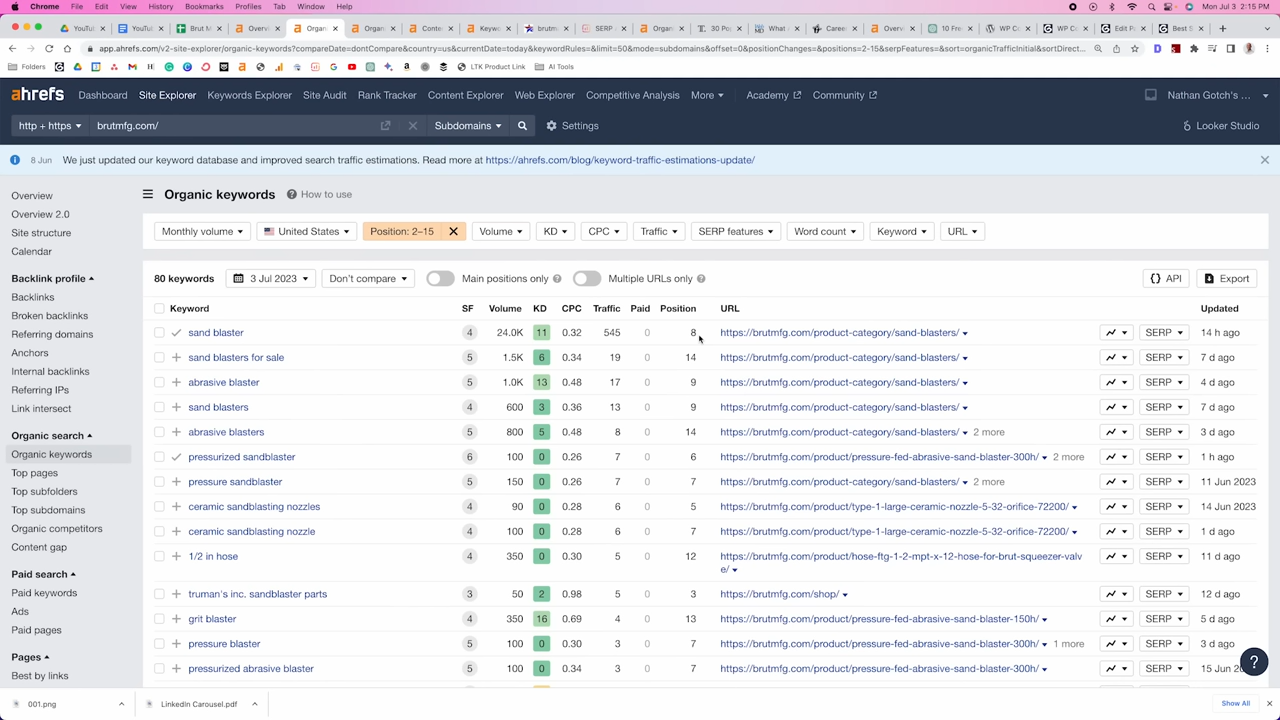 Chrome File Edit View History Bookmarks Profiles Tab Window Help Mon Jul 3 2:15 PM
YouTub YouTub Brut M Overvi Organ Organi Conte Keywo brutmf SERP Organi 30 Po What Career Overvi 10 Fre WP Co WP C Edit P Best S
app.ahrefs.com/v2-site-explorer/organic-keywords?compareDate=dontCompare&country=us&currentDate=today&keywordRules=&limit=50&mode=subdomains&offset=0&positionChanges=&positions=2-15&serpFeatures=&sort=organicTrafficInitial&sortDirect...
Folders LTK Product Link AI Tools
ahrefs Dashboard Site Explorer Keywords Explorer Site Audit Rank Tracker Content Explorer Web Explorer Competitive Analysis More Academy Community Nathan Gotch's ...
http + https brutmfg.com/ Subdomains Settings Looker Studio
8 Jun We just updated our keyword database and improved search traffic estimations. Read more at https://ahrefs.com/blog/keyword-traffic-estimations-update/
Overview
Overview 2.0
Site structure
Calendar
Backlink profile
Backlinks
Broken backlinks
Referring domains
Anchors
Internal backlinks
Referring IPs
Link intersect
Organic search
Organic keywords
Top pages
Top subfolders
Top subdomains
Organic competitors
Content gap
Paid search
Paid keywords
Ads
Paid pages
Pages
Best by links
Organic keywords ? How to use
Monthly volume United States Position: 2–15 Volume KD CPC Traffic SERP features Word count Keyword URL
80 keywords 3 Jul 2023 Don't compare Main positions only ? Multiple URLs only ? {} API Export
Keyword SF Volume KD CPC Traffic Paid Position URL Updated
sand blaster 4 24.0K 11 0.32 545 0 8 https://brutmfg.com/product-category/sand-blasters/ SERP 14 h ago
sand blasters for sale 5 1.5K 6 0.34 19 0 14 https://brutmfg.com/product-category/sand-blasters/ SERP 7 d ago
abrasive blaster 5 1.0K 13 0.48 17 0 9 https://brutmfg.com/product-category/sand-blasters/ SERP 4 d ago
sand blasters 4 600 3 0.36 13 0 9 https://brutmfg.com/product-category/sand-blasters/ SERP 7 d ago
abrasive blasters 5 800 5 0.48 8 0 14 https://brutmfg.com/product-category/sand-blasters/ 2 more SERP 3 d ago
pressurized sandblaster 6 100 0 0.26 7 0 6 https://brutmfg.com/product/pressure-fed-abrasive-sand-blaster-300h/ 2 more SERP 1 h ago
pressure sandblaster 5 150 0 0.26 7 0 7 https://brutmfg.com/product-category/sand-blasters/ 2 more SERP 11 Jun 2023
ceramic sandblasting nozzles 4 90 0 0.28 6 0 5 https://brutmfg.com/product/type-1-large-ceramic-nozzle-5-32-orifice-72200/ SERP 14 Jun 2023
ceramic sandblasting nozzle 4 100 0 0.28 6 0 7 https://brutmfg.com/product/type-1-large-ceramic-nozzle-5-32-orifice-72200/ SERP 1 d ago
1/2 in hose 4 350 0 0.30 5 0 12 https://brutmfg.com/product/hose-ftg-1-2-mpt-x-12-hose-for-brut-squeezer-valv SERP 11 d ago
e/
truman's inc. sandblaster parts 3 50 2 0.98 5 0 3 https://brutmfg.com/shop/ SERP 12 d ago
grit blaster 4 350 16 0.69 4 0 13 https://brutmfg.com/product/pressure-fed-abrasive-sand-blaster-150h/ SERP 5 d ago
pressure blaster 5 100 0 0.30 3 0 7 https://brutmfg.com/product/pressure-fed-abrasive-sand-blaster-300h/ 1 more SERP 3 d ago
pressurized abrasive blaster 5 100 0 0.34 3 0 7 https://brutmfg.com/product/pressure-fed-abrasive-sand-blaster-300h/ SERP 15 Jun
?
001.png LinkedIn Carousel.pdf Show All